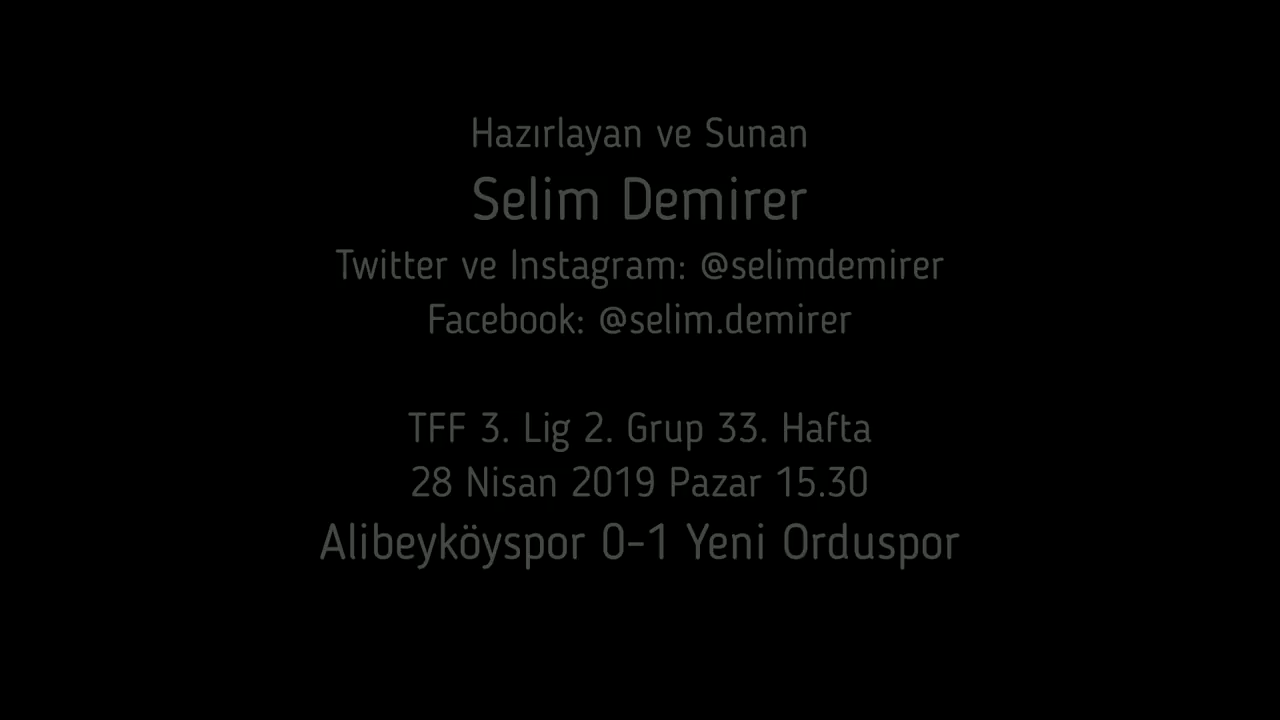 Hazırlayan ve Sunan
Selim Demirer
Twitter ve Instagram: @selimdemirer
Facebook: @selim.demirer
TFF 3. Lig 2. Grup 33. Hafta
28 Nisan 2019 Pazar 15.30
Alibeyköyspor 0-1 Yeni Orduspor